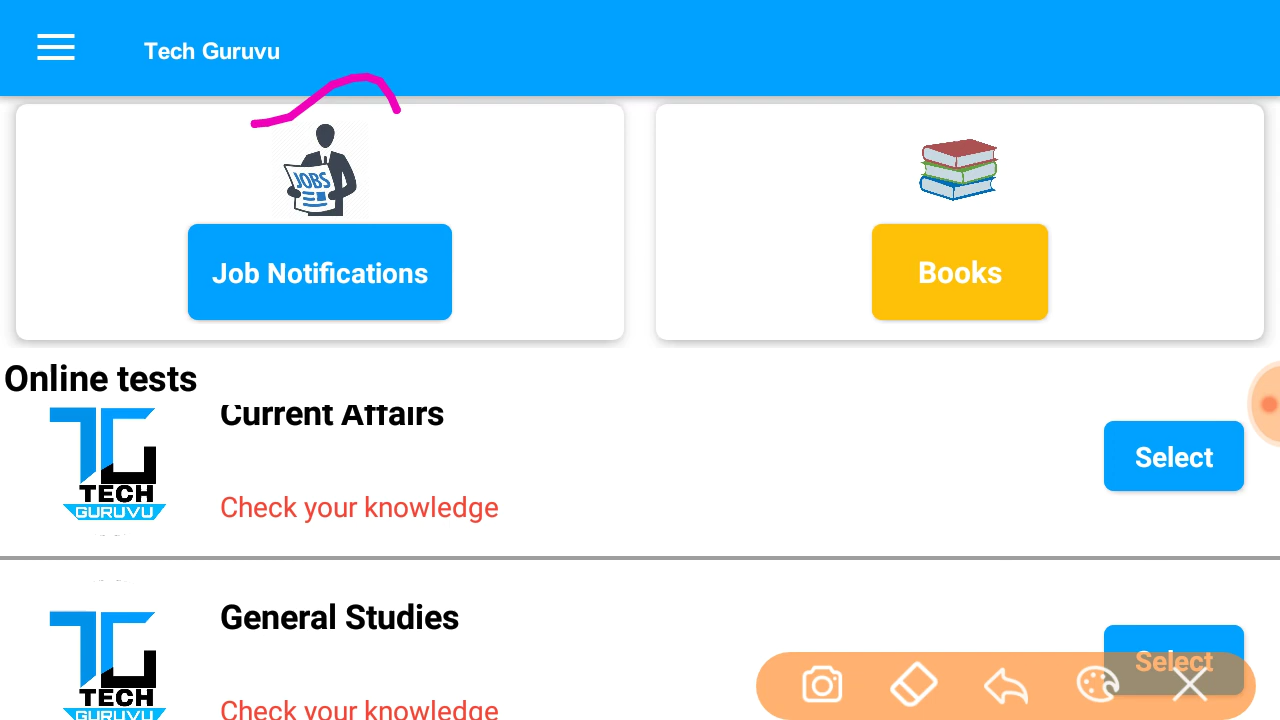 Tech Guruvu
JOBS
Job Notifications
Books
Online tests
Current Affairs
TECH
GURUVU
Check your knowledge
Select
General Studies
TECH
GURUVU
Check your knowledge
Select